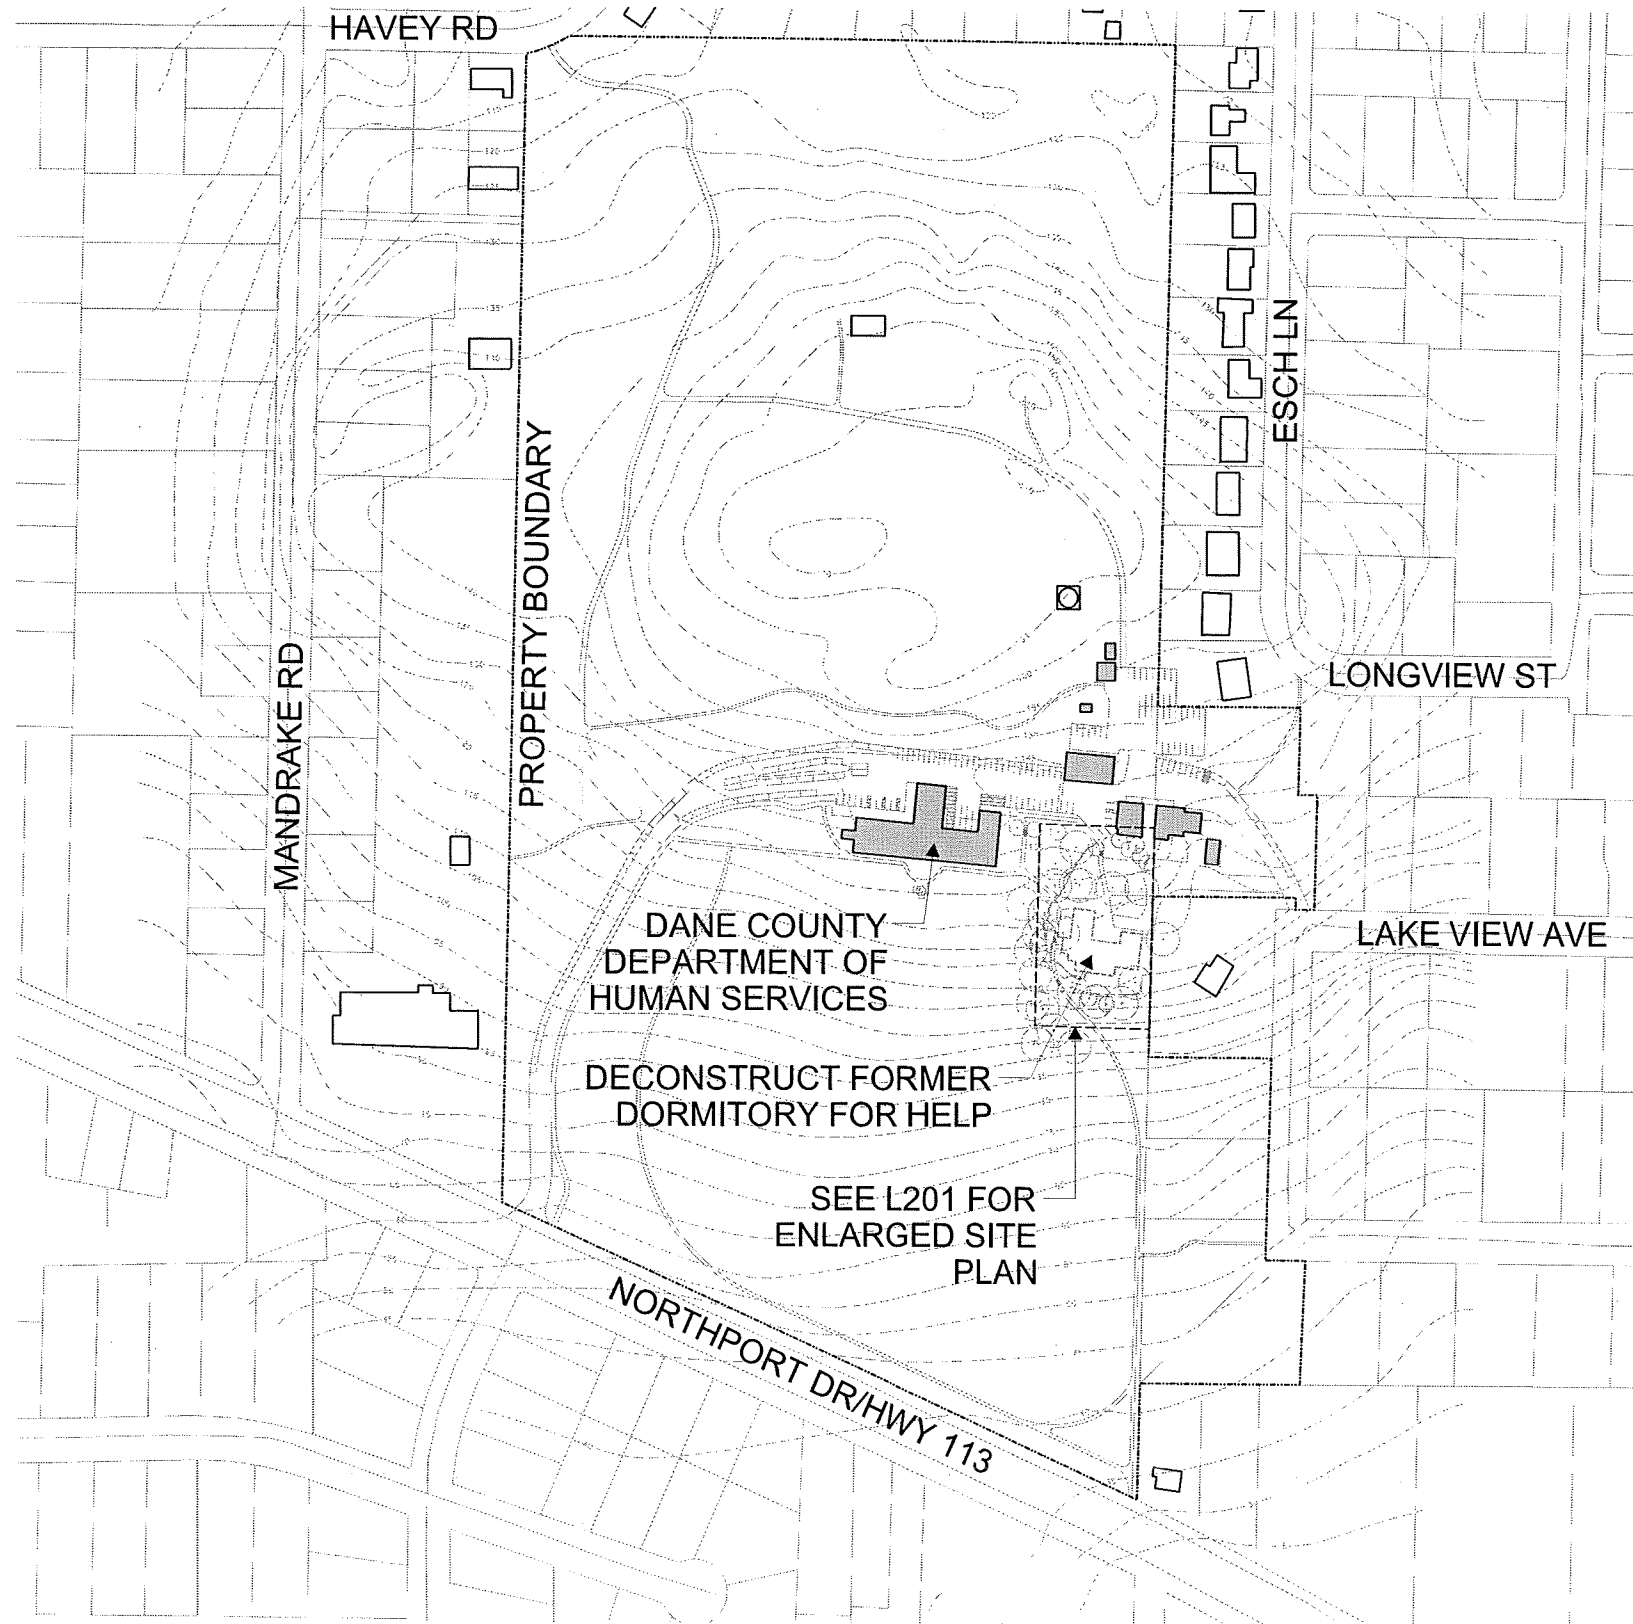 HAVEY RD
ESCH LN
PROPERTY BOUNDARY
MANDRAKE RD
LONGVIEW ST
DANE COUNTY
DEPARTMENT OF
HUMAN SERVICES
LAKE VIEW AVE
DECONSTRUCT FORMER
DORMITORY FOR HELP
SEE L201 FOR
ENLARGED SITE
PLAN
NORTHPORT DR/HWY 113